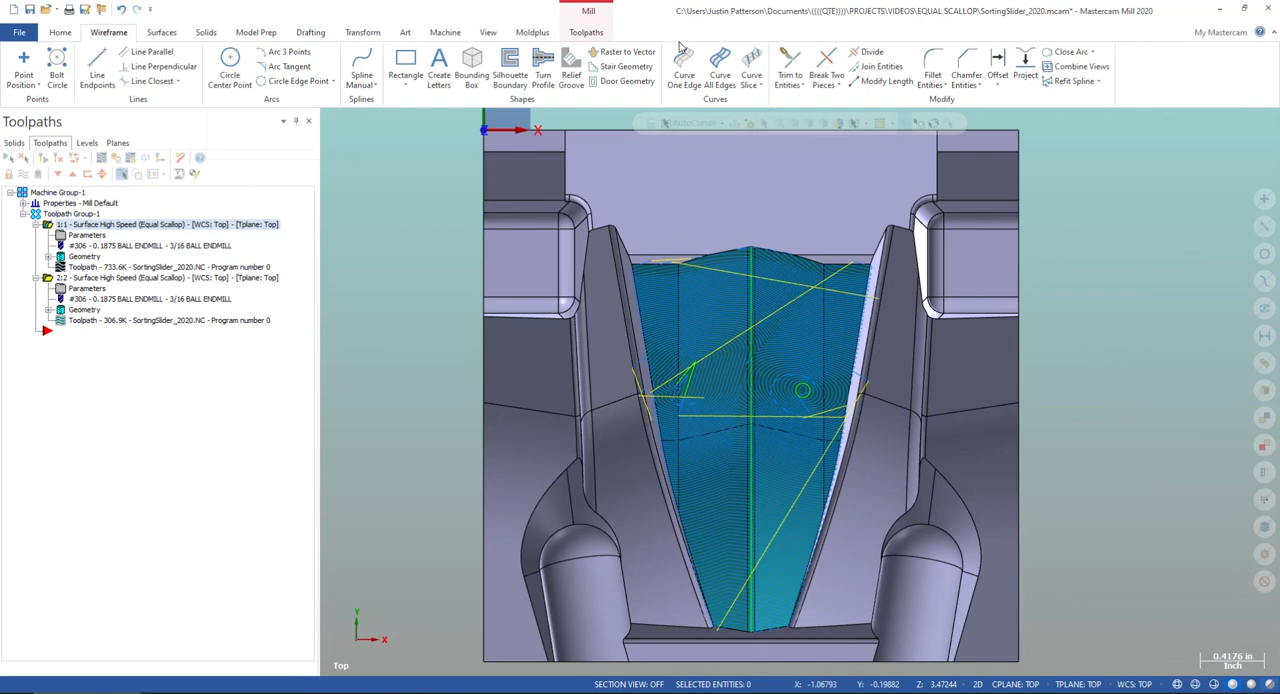 Mill
C:\Users\Justin Patterson\Documents\((((QTE))))\PROJECTS\VIDEOS\EQUAL SCALLOP\SortingSlider_2020.mcam* - Mastercam Mill 2020
File
Home
Wireframe
Surfaces
Solids
Model Prep
Drafting
Transform
Art
Machine
View
Moldplus
Toolpaths
My Mastercam
Point Position
Bolt Circle
Points
Line Endpoints
Line Parallel
Line Perpendicular
Line Closest
Lines
Circle Center Point
Arc 3 Points
Arc Tangent
Circle Edge Point
Arcs
Spline Manual
Splines
Rectangle
Create Letters
Bounding Box
Silhouette Boundary
Turn Profile
Relief Groove
Raster to Vector
Stair Geometry
Door Geometry
Shapes
Curve One Edge
Curve All Edges
Curve Slice
Curves
Trim to Entities
Break Two Pieces
Divide
Join Entities
Modify Length
Fillet Entities
Chamfer Entities
Offset
Project
Close Arc
Combine Views
Refit Spline
Modify
Toolpaths
Solids
Toolpaths
Levels
Planes
G1
Machine Group-1
Properties - Mill Default
Toolpath Group-1
1:1 - Surface High Speed (Equal Scallop) - [WCS: Top] - [Tplane: Top]
Parameters
#306 - 0.1875 BALL ENDMILL - 3/16 BALL ENDMILL
Geometry
Toolpath - 733.6K - SortingSlider_2020.NC - Program number 0
2:2 - Surface High Speed (Equal Scallop) - [WCS: Top] - [Tplane: Top]
Parameters
#306 - 0.1875 BALL ENDMILL - 3/16 BALL ENDMILL
Geometry
Toolpath - 306.9K - SortingSlider_2020.NC - Program number 0
AutoCursor
X
Y
X
Top
0.4176 in
Inch
SECTION VIEW: OFF
SELECTED ENTITIES: 0
X: -1.06793
Y: -0.19882
Z: 3.47244
2D
CPLANE: TOP
TPLANE: TOP
WCS: TOP